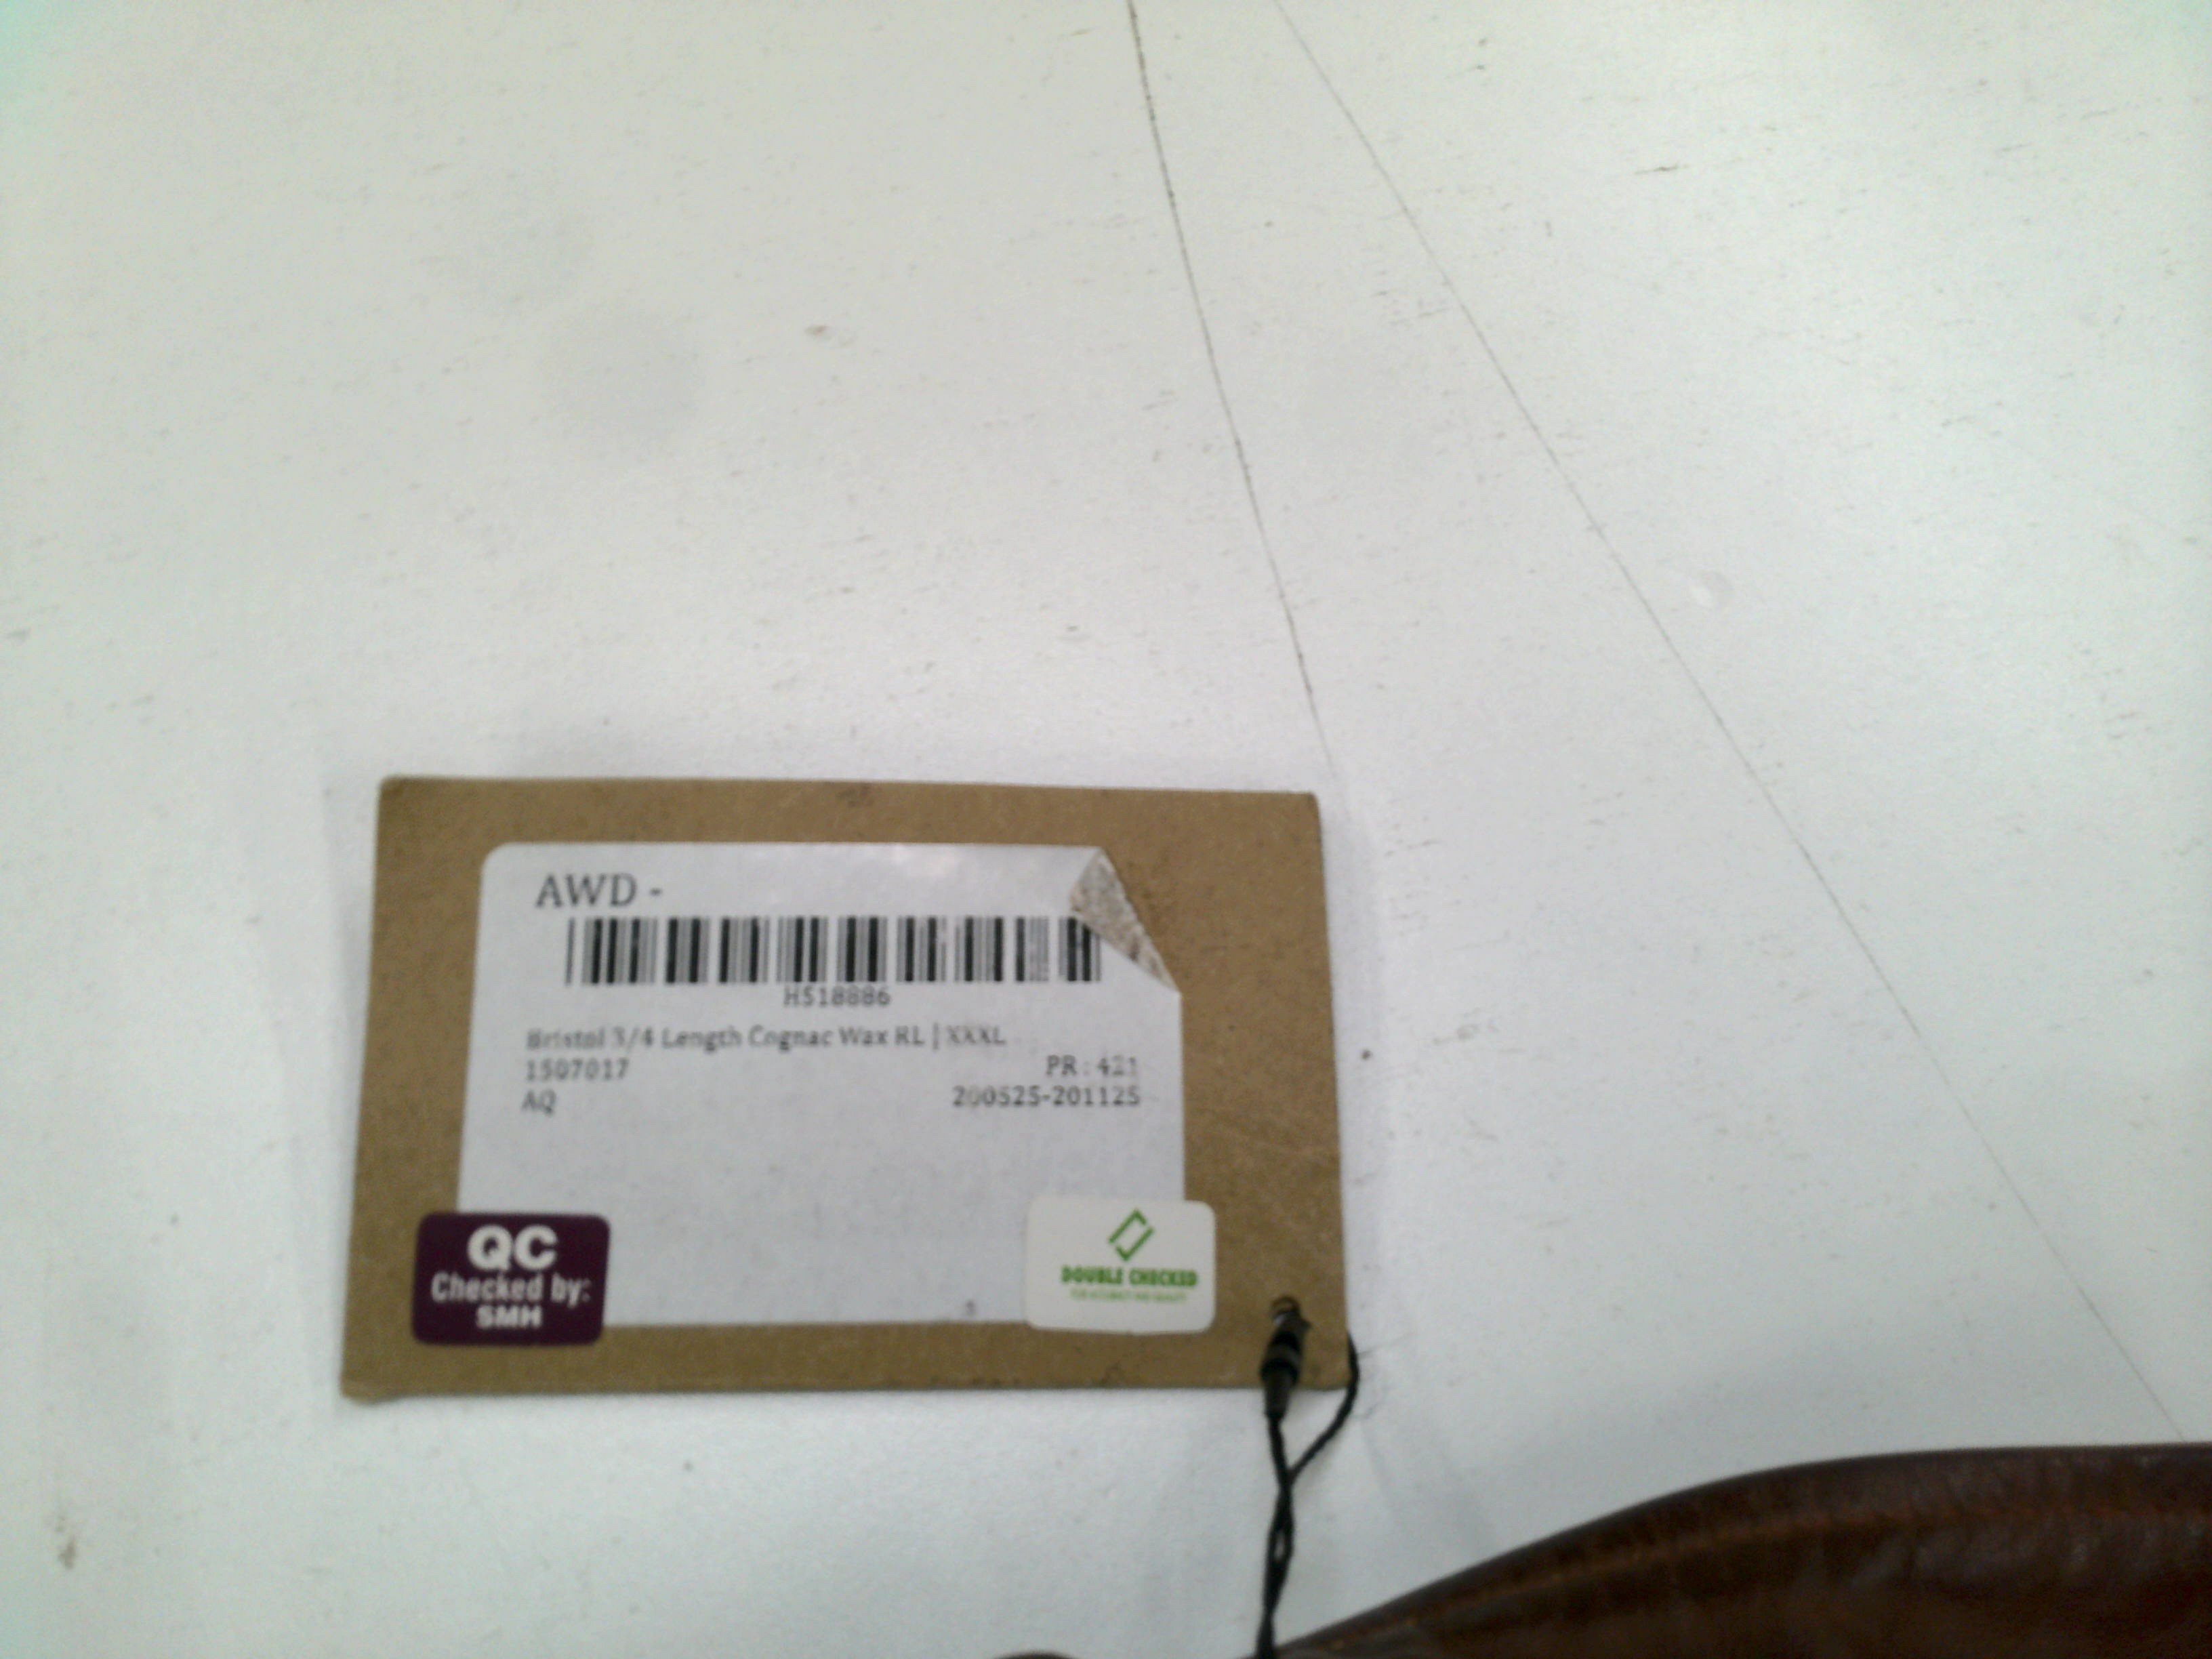 AWD -
H518886
Bristol 3/4 Length Cognac Wax RL | XXXL
1507017
PR : 421
AQ
200525-201125
QC
Checked by:
SMH
DOUBLE CHECKED